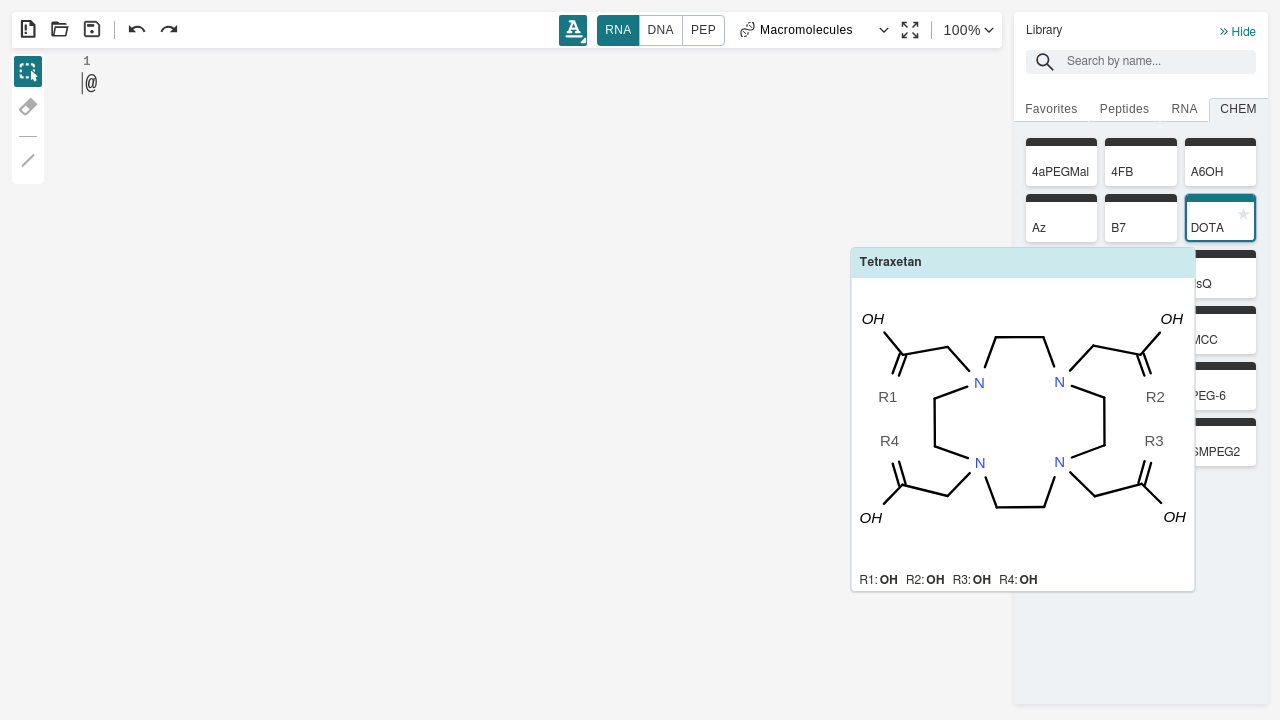 RNA DNA PEP Macromolecules 100%
Library
Hide
Search by name...
Favorites Peptides RNA CHEM
1
@
4aPEGMal 4FB A6OH
Az B7 DOTA
sQ
MCC
PEG-6
SMPEG2
Tetraxetan
OH OH
N N
R1 R2
R4 R3
N N
OH OH
R1: OH R2: OH R3: OH R4: OH